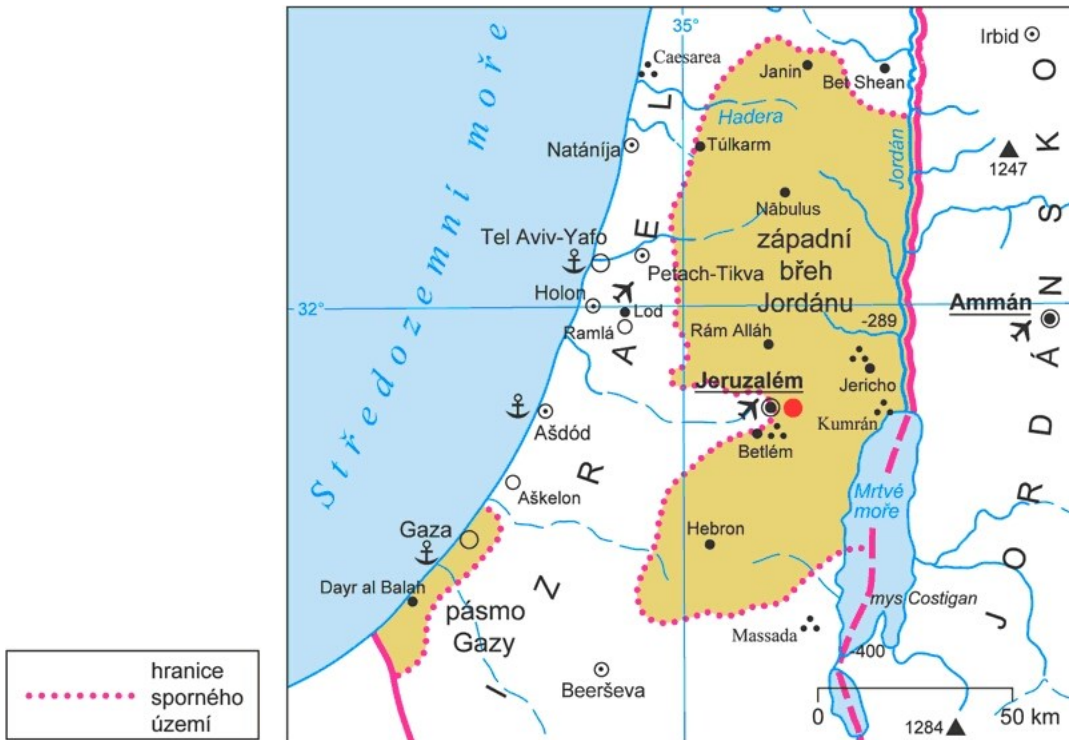 35°
Irbid
Caesarea
Janin
Bet Shean
Hadera
Jordán
Natáníja
Túlkarm
1247
Nābulus
Středozemní moře
Tel Aviv-Yafo
Petach-Tikva
západní
břeh
Jordánu
32°
Holon
Lod
Ramlá
-289
Ammán
Rám Alláh
Jericho
Jeruzalém
Kumrán
Ašdód
Betlém
Aškelon
Mrtvé
moře
Gaza
Hebron
Dayr al Balah
mys Costigan
pásmo
Gazy
Massada
-400
Beerševa
IZRAEL
JORDÁNSKO
hranice
sporného
území
0 50 km
1284